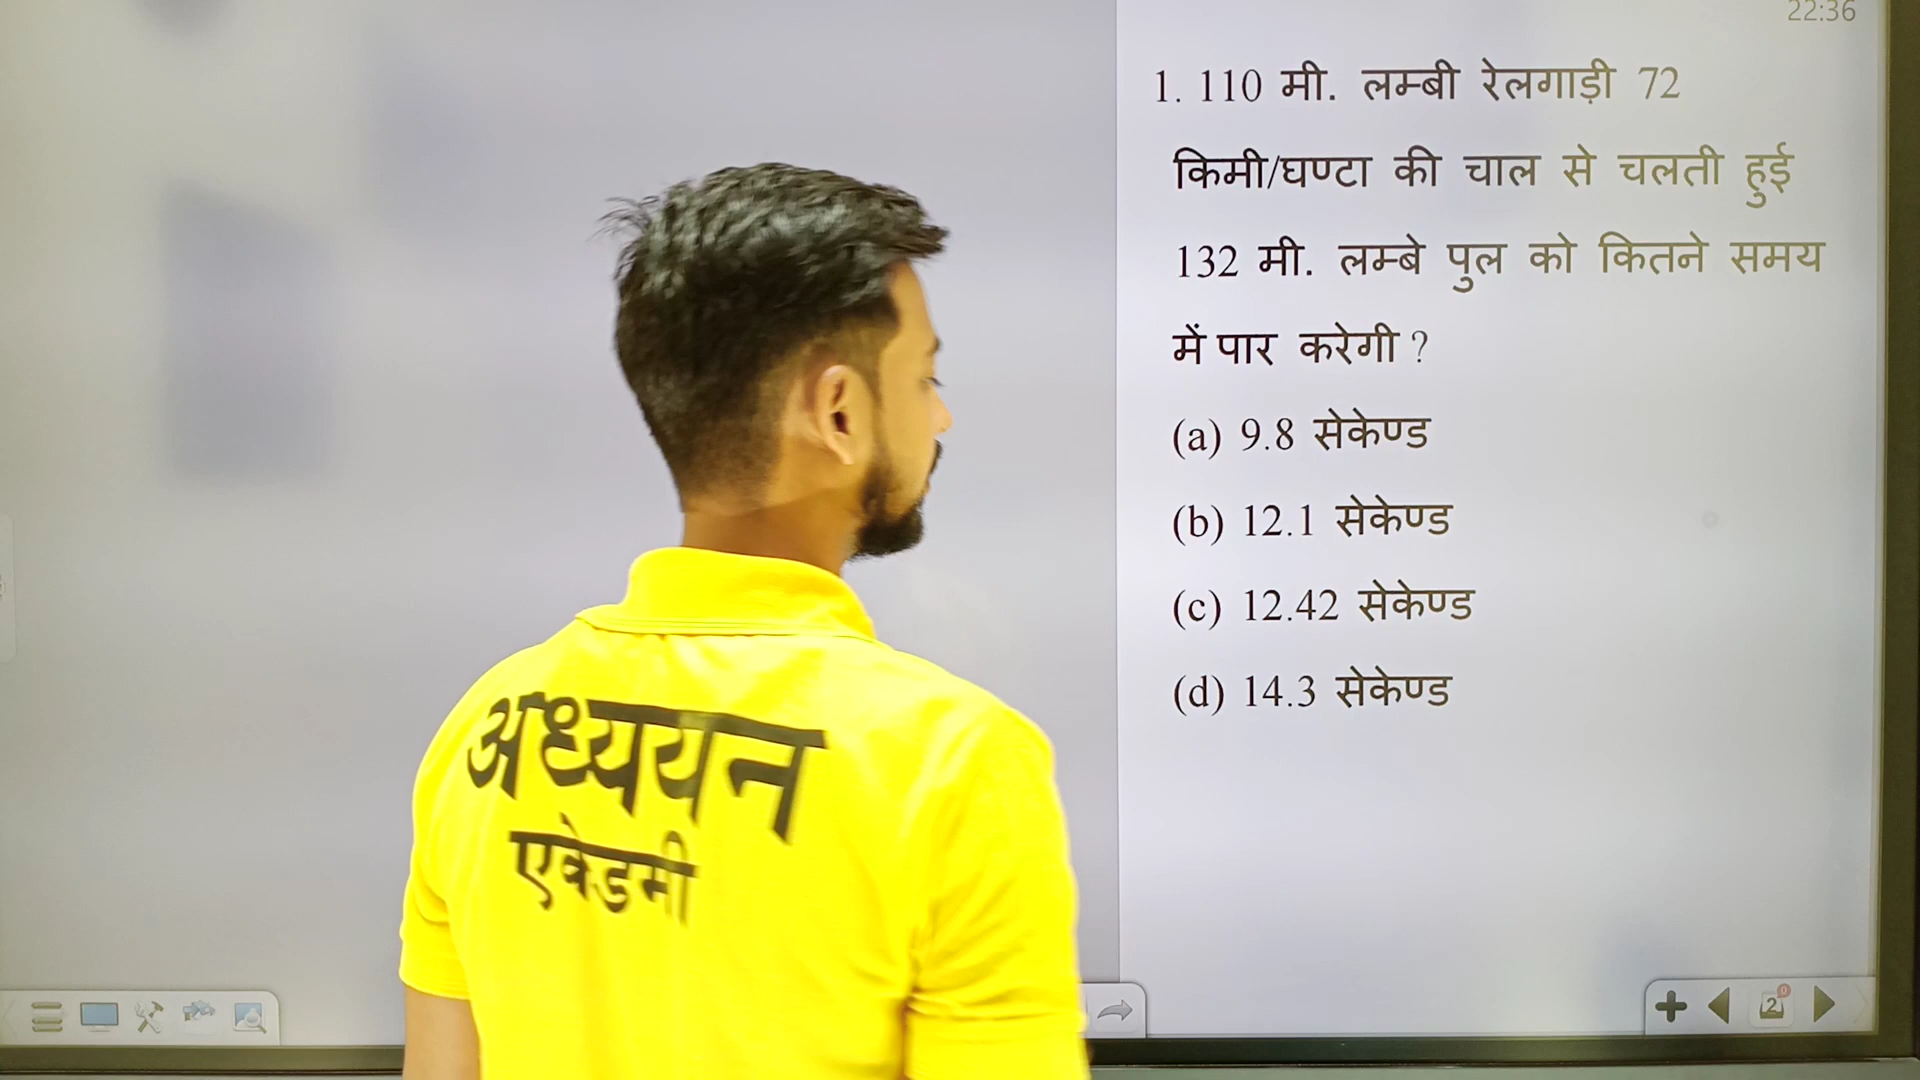 22:36
1. 110 मी. लम्बी रेलगाड़ी 72
किमी/घण्टा की चाल से चलती हुई
132 मी. लम्बे पुल को कितने समय
में पार करेगी ?
(a) 9.8 सेकेण्ड
(b) 12.1 सेकेण्ड
(c) 12.42 सेकेण्ड
(d) 14.3 सेकेण्ड
अध्ययन
एकेडमी
2
0